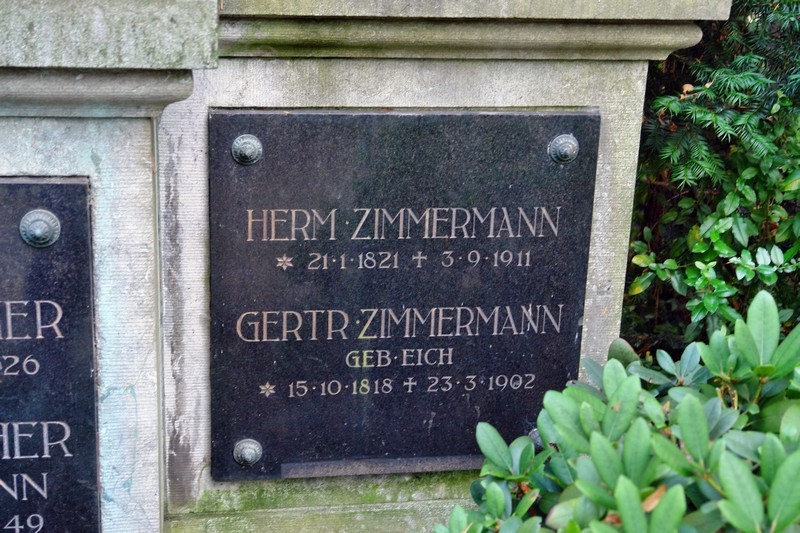 HERM·ZIMMERMANN
* 21·1·1821 + 3·9·1911
GERTR·ZIMMERMANN
GEB·EICH
* 15·10·1818 + 23·3·1902